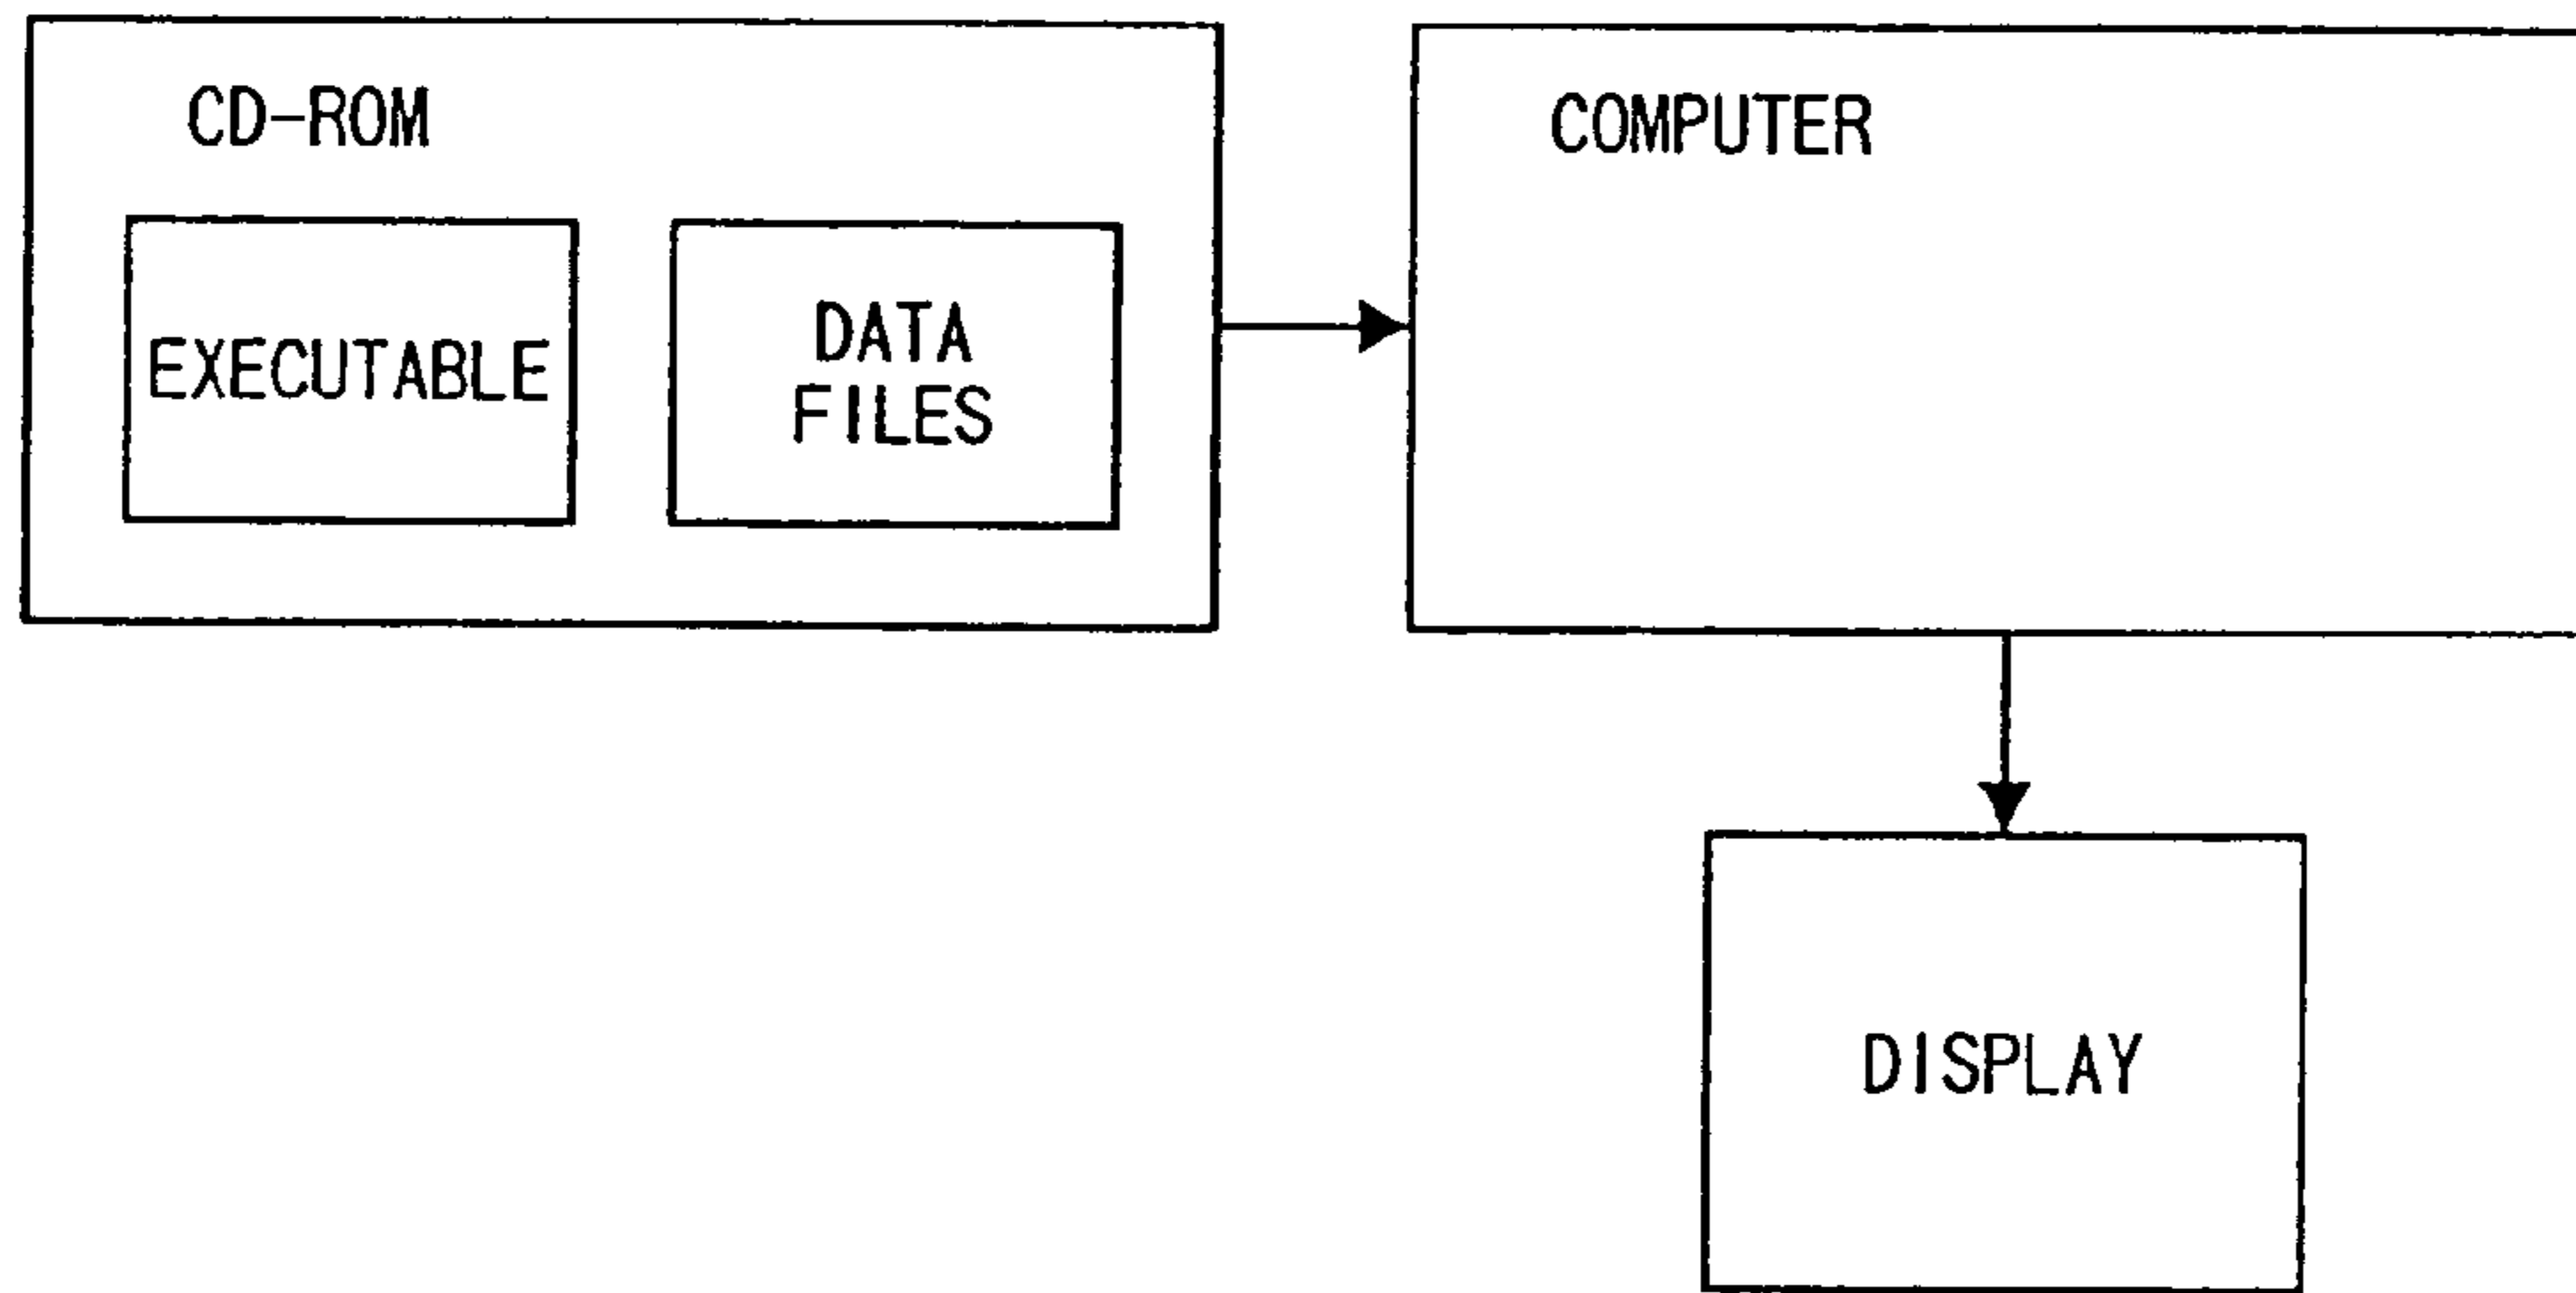 CD-ROM
EXECUTABLE
DATA
FILES
COMPUTER
DISPLAY